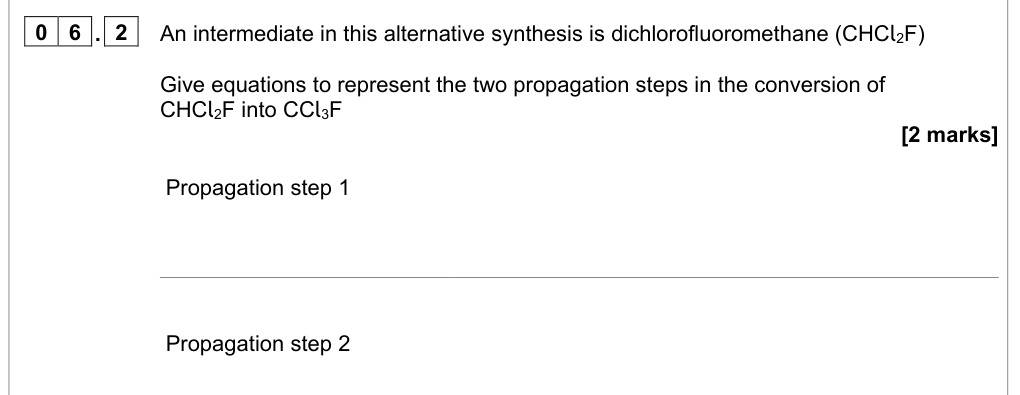 0 6 . 2 An intermediate in this alternative synthesis is dichlorofluoromethane (CHCl₂F)
Give equations to represent the two propagation steps in the conversion of
CHCl₂F into CCl₃F
[2 marks]
Propagation step 1
Propagation step 2